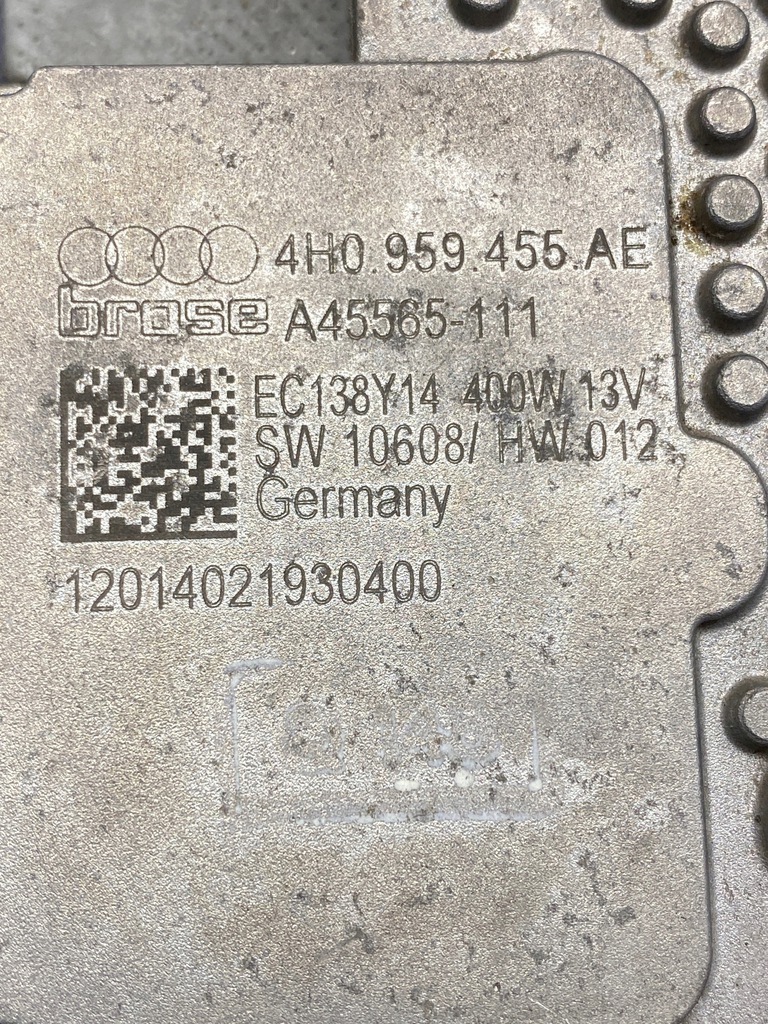 4H0.959.455.AE
brose A45565-111
EC138Y14 400W 13V
SW 10608/ HW 012
Germany
12014021930400